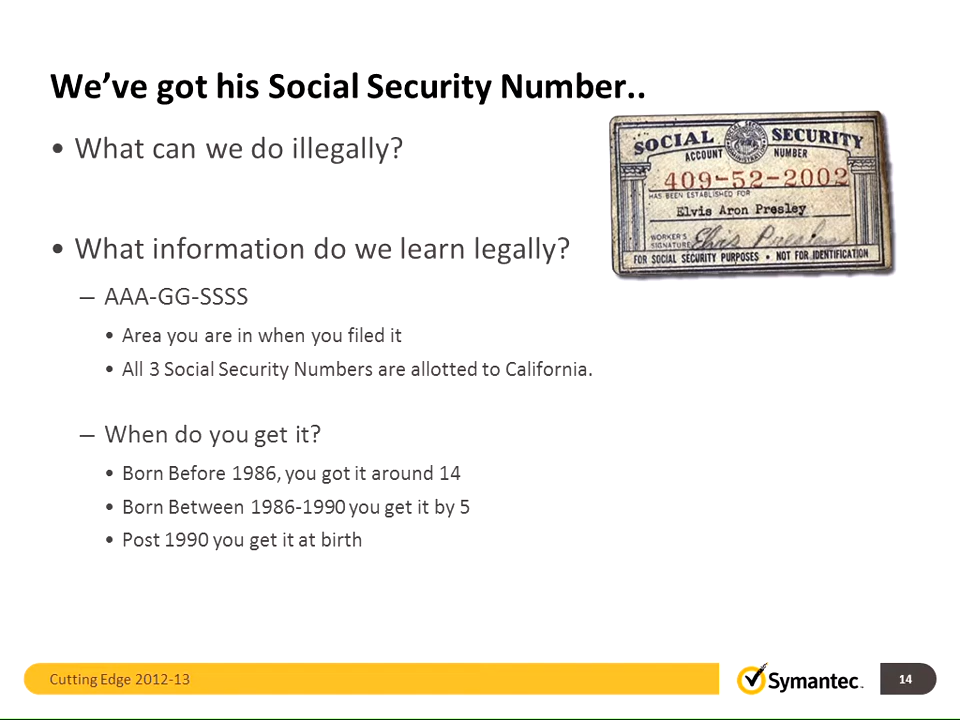 We’ve got his Social Security Number..
• What can we do illegally?
SOCIAL SECURITY
ACCOUNT NUMBER
409-52-2002
HAS BEEN ESTABLISHED FOR
Elvis Aron Presley
WORKER'S
SIGNATURE Elvis Presley
FOR SOCIAL SECURITY PURPOSES • NOT FOR IDENTIFICATION
• What information do we learn legally?
– AAA-GG-SSSS
• Area you are in when you filed it
• All 3 Social Security Numbers are allotted to California.
– When do you get it?
• Born Before 1986, you got it around 14
• Born Between 1986-1990 you get it by 5
• Post 1990 you get it at birth
Cutting Edge 2012-13
Symantec.
14